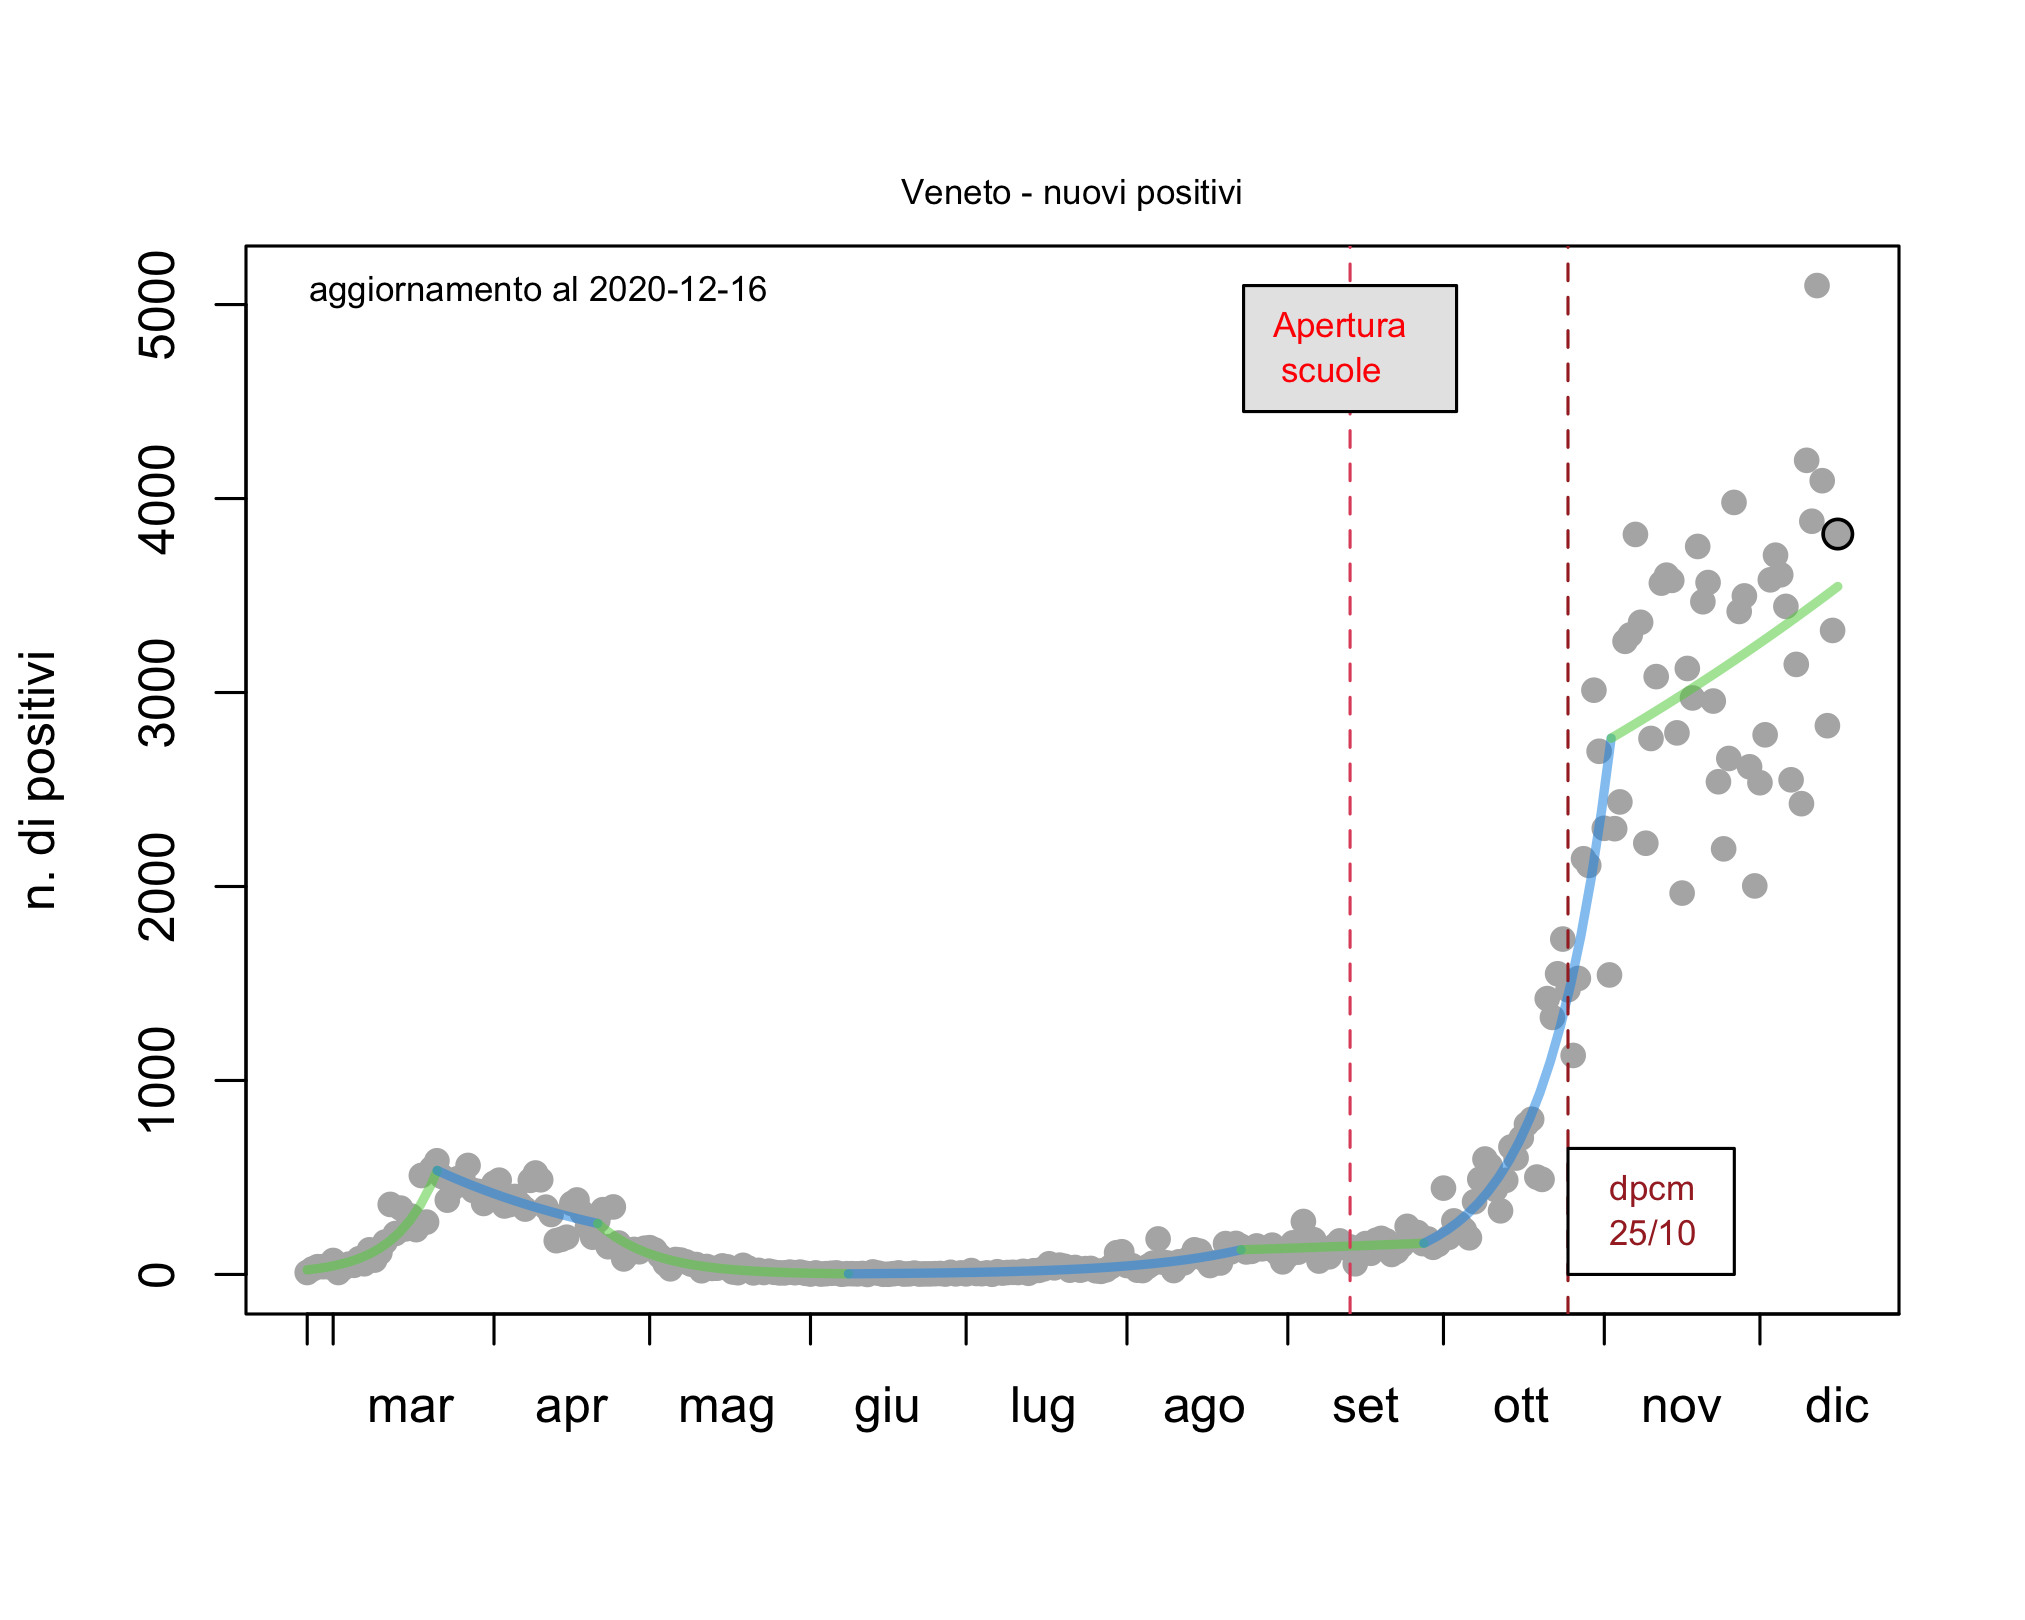 Veneto - nuovi positivi
aggiornamento al 2020-12-16
Apertura
scuole
dpcm
25/10
n. di positivi
5000
4000
3000
2000
1000
0
mar apr mag giu lug ago set ott nov dic